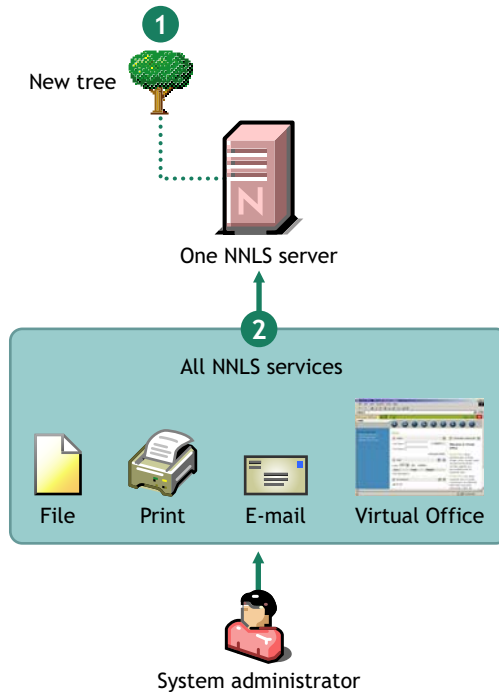 1
New tree
N
One NNLS server
2
All NNLS services
File
Print
E-mail
Virtual Office
System administrator